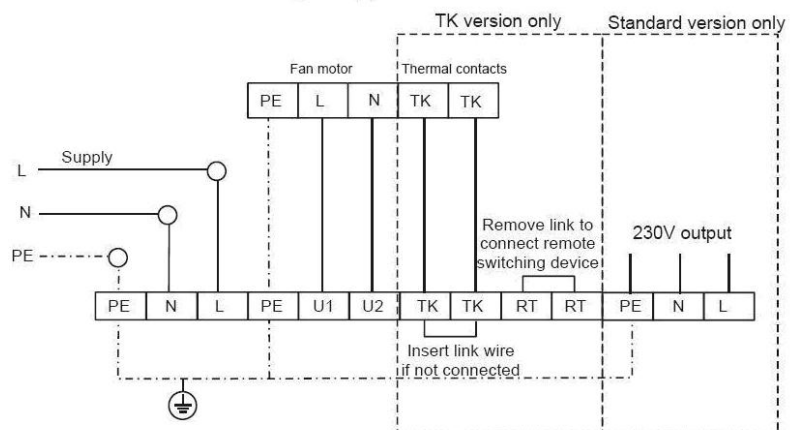 TK version only
Standard version only
Fan motor
Thermal contacts
PE L N TK TK
Supply
L
N
PE
Remove link to
connect remote
switching device
230V output
PE N L PE U1 U2 TK TK RT RT PE N L
Insert link wire
if not connected